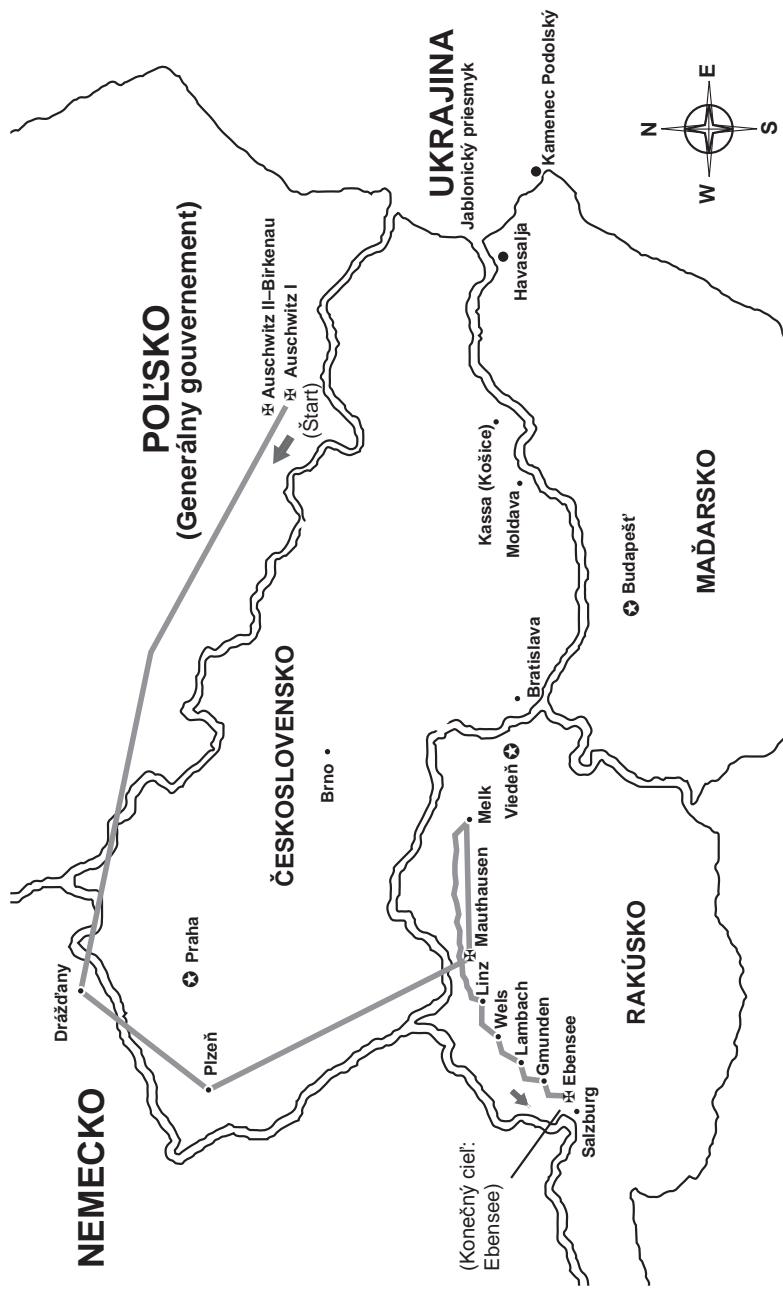 NEMECKO
Drážďany
Plzeň
Praha
POĽSKO
(Generálny gouvernement)
Auschwitz II–Birkenau
Auschwitz I
(Štart)
ČESKOSLOVENSKO
Brno
UKRAJINA
Jablonický priesmyk
Kamenec Podolský
Havasalja
Kassa (Košice)
Moldava
Bratislava
Viedeň
Melk
Mauthausen
Linz
Wels
Lambach
Gmunden
Ebensee
Salzburg
(Konečný cieľ:
Ebensee)
RAKÚSKO
MAĎARSKO
Budapešť
N
E
S
W